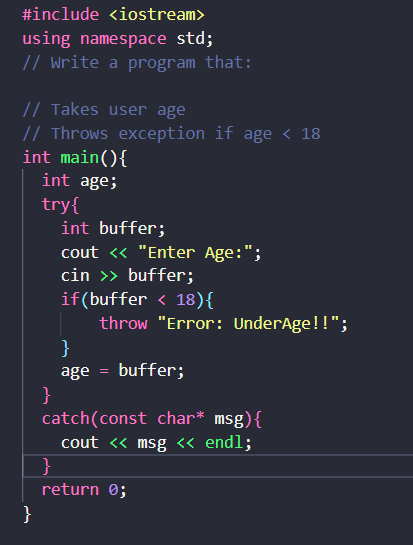 #include <iostream>
using namespace std;
// Write a program that:
// Takes user age
// Throws exception if age < 18
int main(){
  int age;
  try{
    int buffer;
    cout << "Enter Age:";
    cin >> buffer;
    if(buffer < 18){
        throw "Error: UnderAge!!";
    }
    age = buffer;
  }
  catch(const char* msg){
    cout << msg << endl;
  }
  return 0;
}